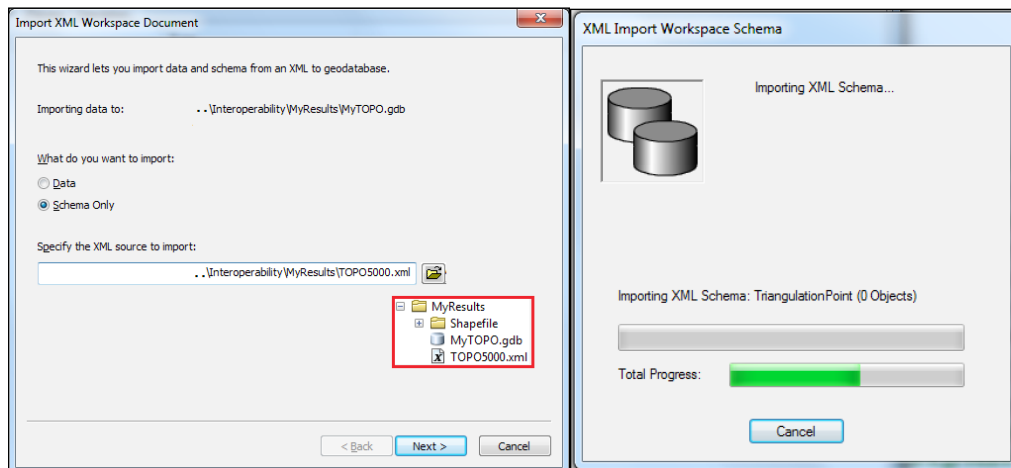 Import XML Workspace Document
This wizard lets you import data and schema from an XML to geodatabase.
Importing data to: ..\Interoperability\MyResults\MyTOPO.gdb
What do you want to import:
Data
Schema Only
Specify the XML source to import:
..\Interoperability\MyResults\TOPO5000.xml
MyResults
Shapefile
MyTOPO.gdb
TOPO5000.xml
< Back Next > Cancel
XML Import Workspace Schema
Importing XML Schema...
Importing XML Schema: TriangulationPoint (0 Objects)
Total Progress:
Cancel